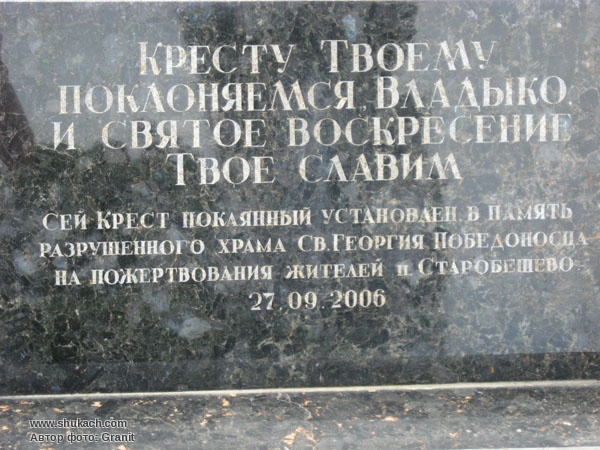 Кресту Твоему
поклоняемся, Владыко,
и святое воскресение
Твое славим
Сей Крест покаянный установлен в память
разрушенного храма Св. Георгия Победоносца
на пожертвования жителей п. Старобешево
27.09.2006
www.shukach.com
Автор фото: Granit